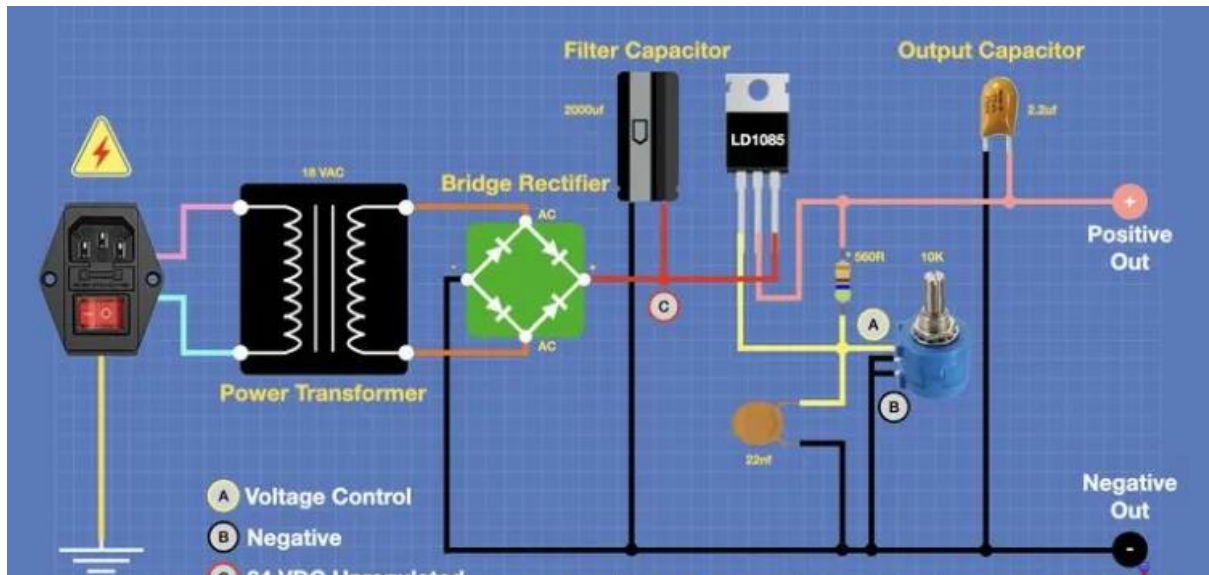 Filter Capacitor
Output Capacitor
2000uf
2.2uf
LD1085
18 VAC
Bridge Rectifier
AC
+
Positive
Out
-
+
560R
10K
C
A
AC
Power Transformer
B
22nf
A Voltage Control
Negative
Out
B Negative
-